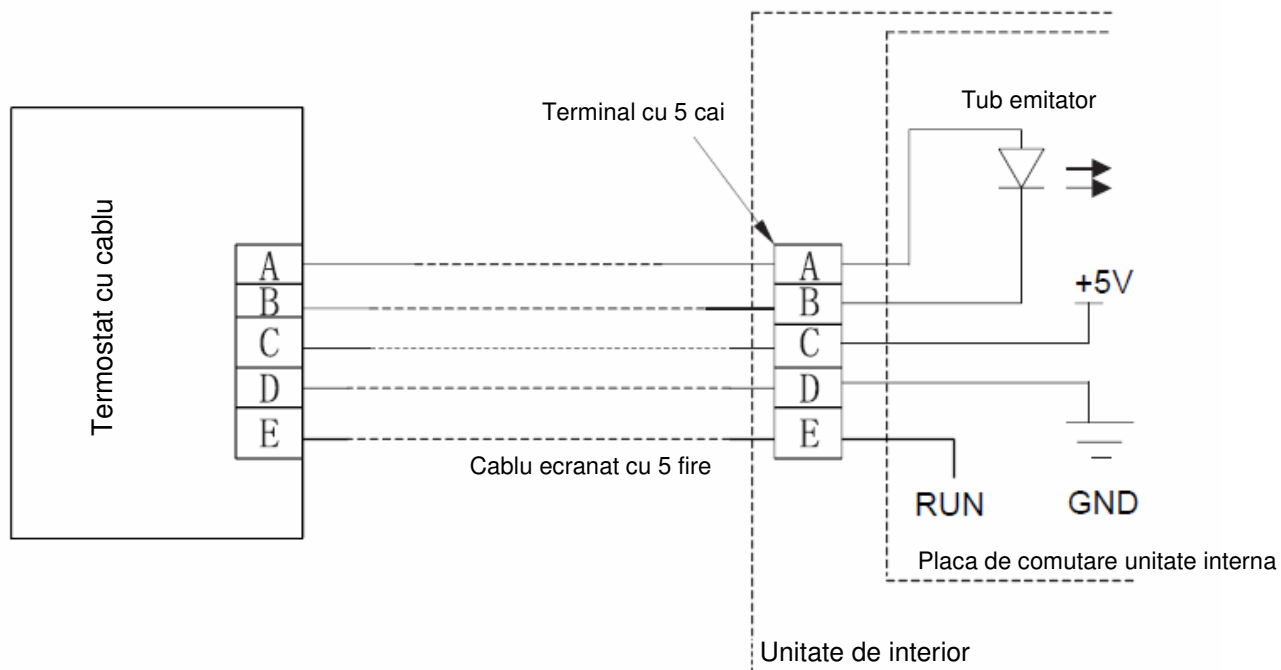 Tub emitator
Terminal cu 5 cai
Termostat cu cablu
A
B
C
D
E
A
B
C
D
E
+5V
Cablu ecranat cu 5 fire
RUN
GND
Placa de comutare unitate interna
Unitate de interior